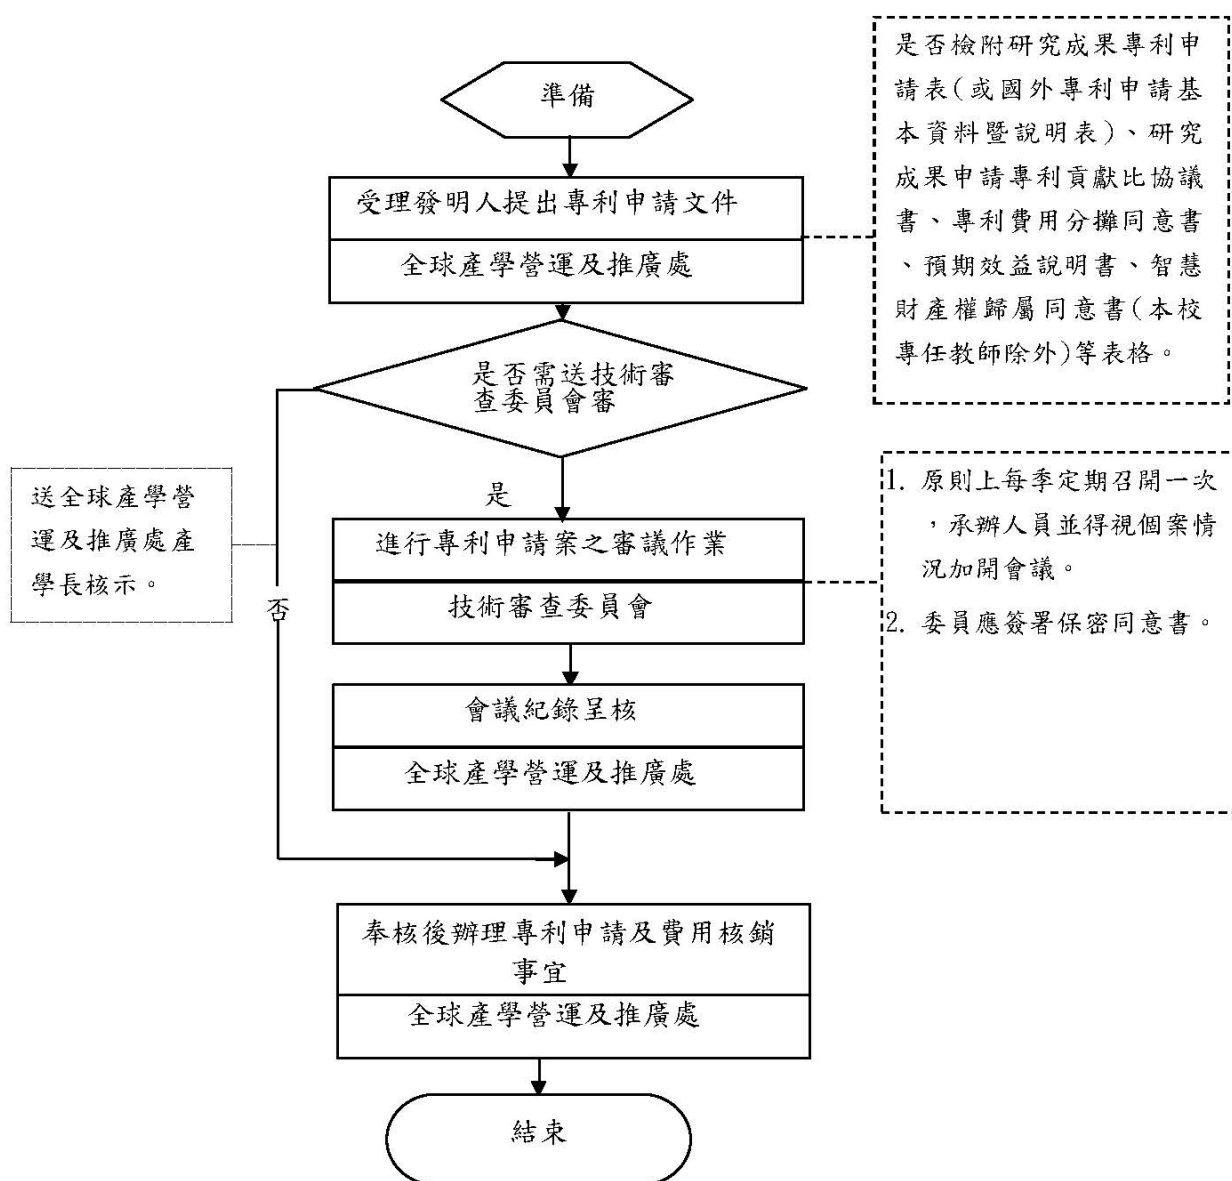 準備
受理發明人提出專利申請文件
全球產學營運及推廣處
是否檢附研究成果專利申
請表(或國外專利申請基
本資料暨說明表)、研究
成果申請專利貢獻比協議
書、專利費用分攤同意書
、預期效益說明書、智慧
財產權歸屬同意書(本校
專任教師除外)等表格。
是否需送技術審
查委員會審
是
否
送全球產學營
運及推廣處產
學長核示。
進行專利申請案之審議作業
技術審查委員會
1. 原則上每季定期召開一次
，承辦人員並得視個案情
況加開會議。
2. 委員應簽署保密同意書。
會議紀錄呈核
全球產學營運及推廣處
奉核後辦理專利申請及費用核銷
事宜
全球產學營運及推廣處
結束